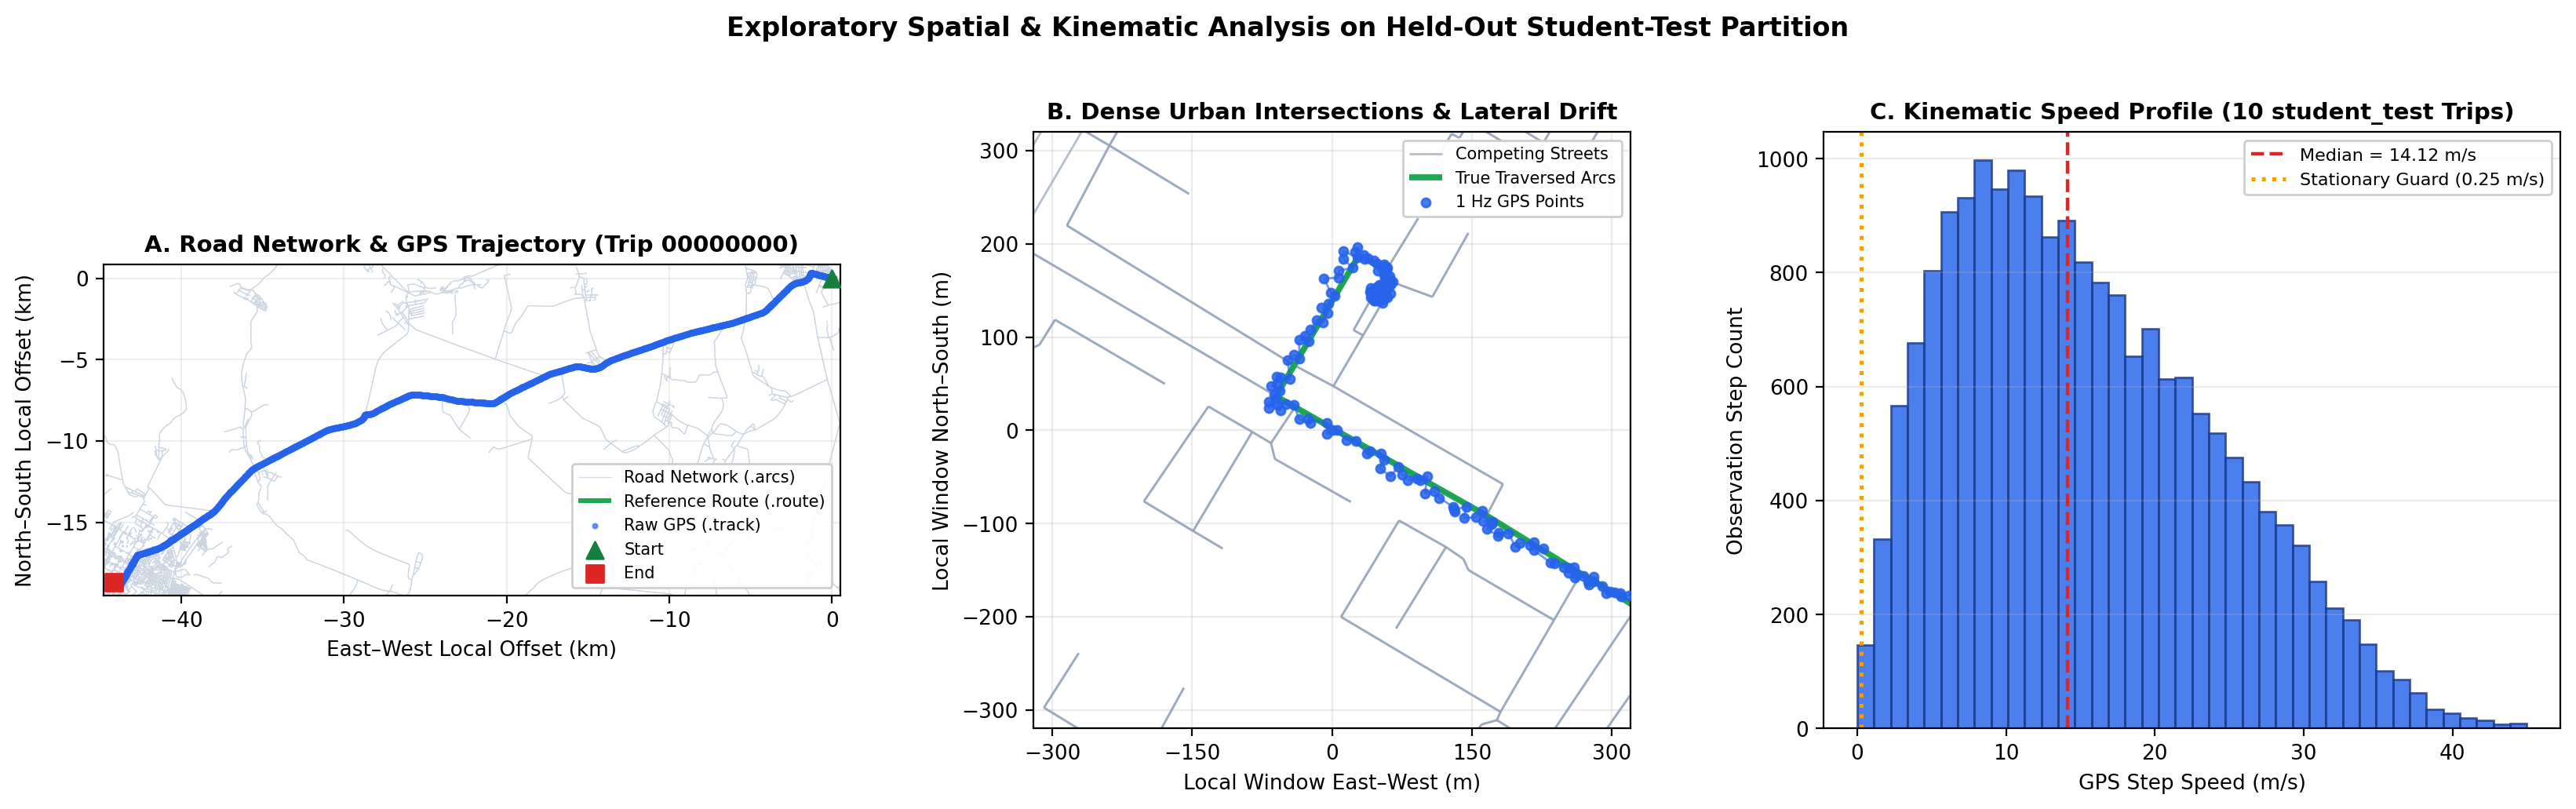 Exploratory Spatial & Kinematic Analysis on Held-Out Student-Test Partition
A. Road Network & GPS Trajectory (Trip 00000000)
North–South Local Offset (km)
0
−5
−10
−15
Road Network (.arcs)
Reference Route (.route)
Raw GPS (.track)
Start
End
−40
−30
−20
−10
0
East–West Local Offset (km)
B. Dense Urban Intersections & Lateral Drift
Local Window North–South (m)
300
200
100
0
−100
−200
−300
Competing Streets
True Traversed Arcs
1 Hz GPS Points
−300
−150
0
150
300
Local Window East–West (m)
C. Kinematic Speed Profile (10 student_test Trips)
Observation Step Count
1000
800
600
400
200
0
Median = 14.12 m/s
Stationary Guard (0.25 m/s)
0
10
20
30
40
GPS Step Speed (m/s)